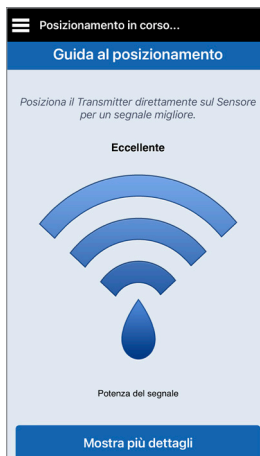 Posizionamento in corso...
Guida al posizionamento
Posiziona il Transmitter direttamente sul Sensore
per un segnale migliore.
Eccellente
Potenza del segnale
Mostra più dettagli